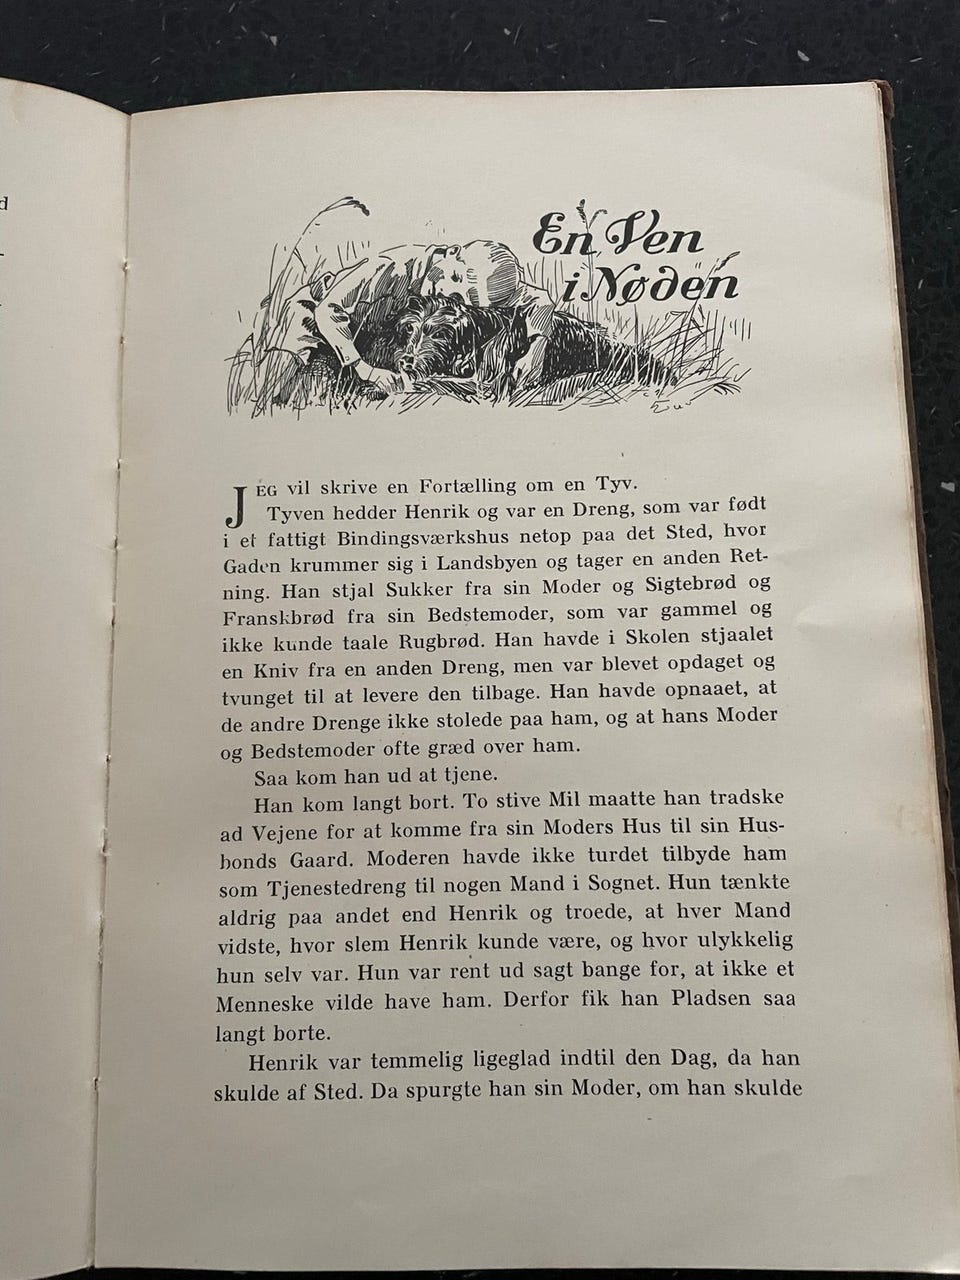 d
En Ven
i Nøden
JEG vil skrive en Fortælling om en Tyv.
Tyven hedder Henrik og var en Dreng, som var født
i et fattigt Bindingsværkshus netop paa det Sted, hvor
Gaden krummer sig i Landsbyen og tager en anden Ret-
ning. Han stjal Sukker fra sin Moder og Sigtebrød og
Franskbrød fra sin Bedstemoder, som var gammel og
ikke kunde taale Rugbrød. Han havde i Skolen stjaalet
en Kniv fra en anden Dreng, men var blevet opdaget og
tvunget til at levere den tilbage. Han havde opnaaet, at
de andre Drenge ikke stolede paa ham, og at hans Moder
og Bedstemoder ofte græd over ham.
Saa kom han ud at tjene.
Han kom langt bort. To stive Mil maatte han tradske
ad Vejene for at komme fra sin Moders Hus til sin Hus-
bonds Gaard. Moderen havde ikke turdet tilbyde ham
som Tjenestedreng til nogen Mand i Sognet. Hun tænkte
aldrig paa andet end Henrik og troede, at hver Mand
vidste, hvor slem Henrik kunde være, og hvor ulykkelig
hun selv var. Hun var rent ud sagt bange for, at ikke et
Menneske vilde have ham. Derfor fik han Pladsen saa
langt borte.
Henrik var temmelig ligeglad indtil den Dag, da han
skulde af Sted. Da spurgte han sin Moder, om han skulde